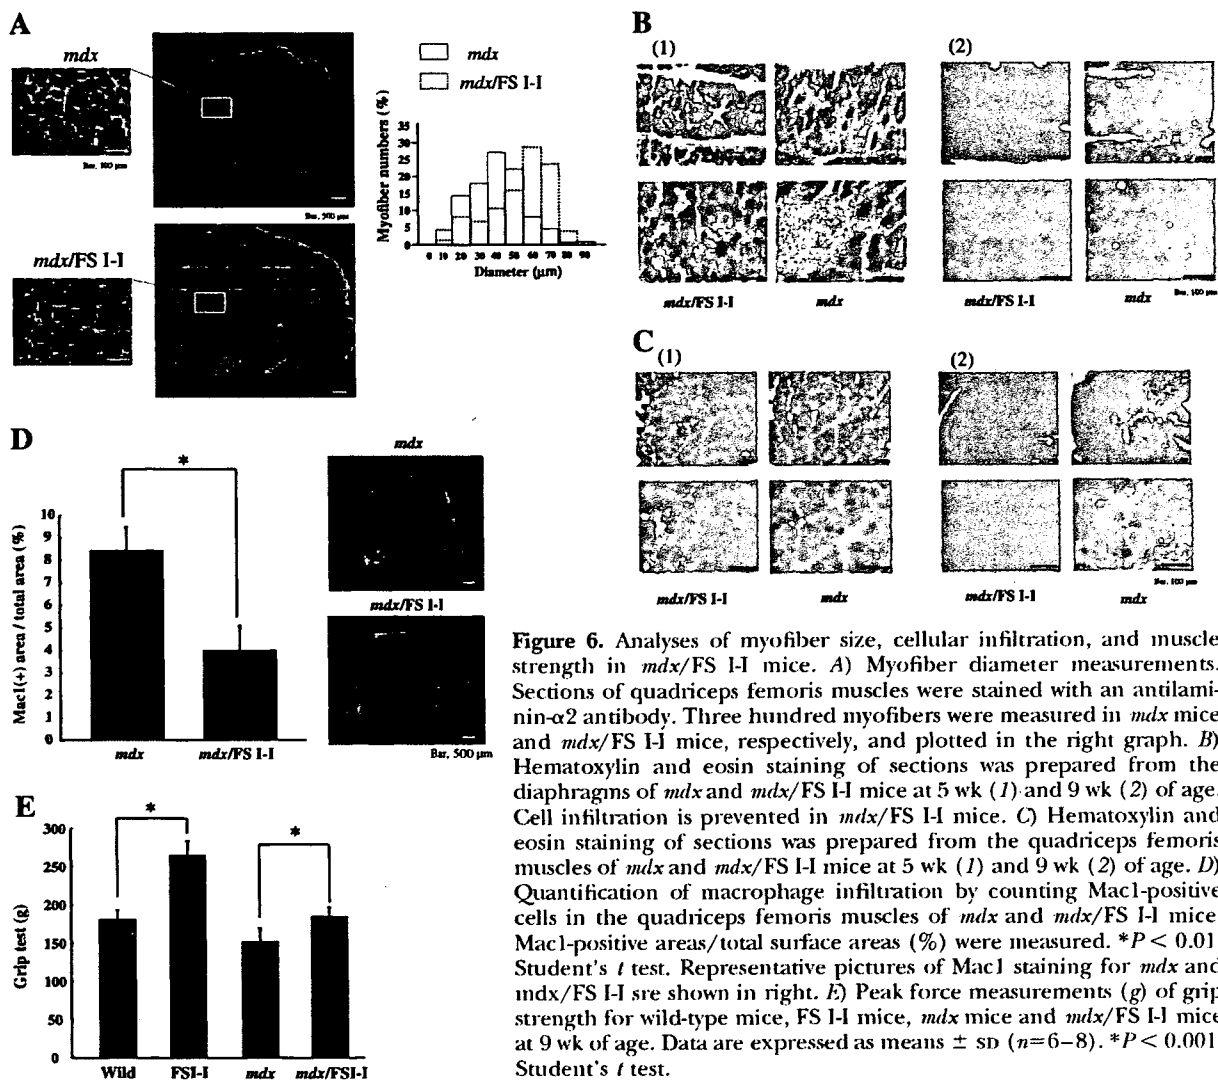 A
mdx
Bar, 100 μm
Bar, 500 μm
mdx/FS I-I
mdx
mdx/FS I-I
Myofiber numbers (%)
35
30
25
20
15
10
5
0
0 10 20 30 40 50 60 70 80 90
Diameter (μm)
B
(1)
(2)
mdx/FS I-I
mdx
mdx/FS I-I
mdx
Bar, 100 μm
C
(1)
(2)
mdx/FS I-I
mdx
mdx/FS I-I
mdx
Bar, 100 μm
D
*
Mac1(+) area / total area (%)
10
9
8
7
6
5
4
3
2
1
0
mdx
mdx/FS I-I
mdx
mdx/FS I-I
Bar, 500 μm
E
*
*
Grip test (g)
300
250
200
150
100
50
0
Wild
FSI-I
mdx
mdx/FSI-I
Figure 6. Analyses of myofiber size, cellular infiltration, and muscle
strength in mdx/FS I-I mice. A) Myofiber diameter measurements.
Sections of quadriceps femoris muscles were stained with an antilami-
nin-α2 antibody. Three hundred myofibers were measured in mdx mice
and mdx/FS I-I mice, respectively, and plotted in the right graph. B)
Hematoxylin and eosin staining of sections was prepared from the
diaphragms of mdx and mdx/FS I-I mice at 5 wk (1) and 9 wk (2) of age.
Cell infiltration is prevented in mdx/FS I-I mice. C) Hematoxylin and
eosin staining of sections was prepared from the quadriceps femoris
muscles of mdx and mdx/FS I-I mice at 5 wk (1) and 9 wk (2) of age. D)
Quantification of macrophage infiltration by counting Mac1-positive
cells in the quadriceps femoris muscles of mdx and mdx/FS I-I mice
Mac1-positive areas/total surface areas (%) were measured. *P < 0.01
Student's t test. Representative pictures of Mac1 staining for mdx and
mdx/FS I-I sre shown in right. E) Peak force measurements (g) of grip
strength for wild-type mice, FS I-I mice, mdx mice and mdx/FS I-I mice
at 9 wk of age. Data are expressed as means ± SD (n=6–8). *P < 0.001
Student's t test.